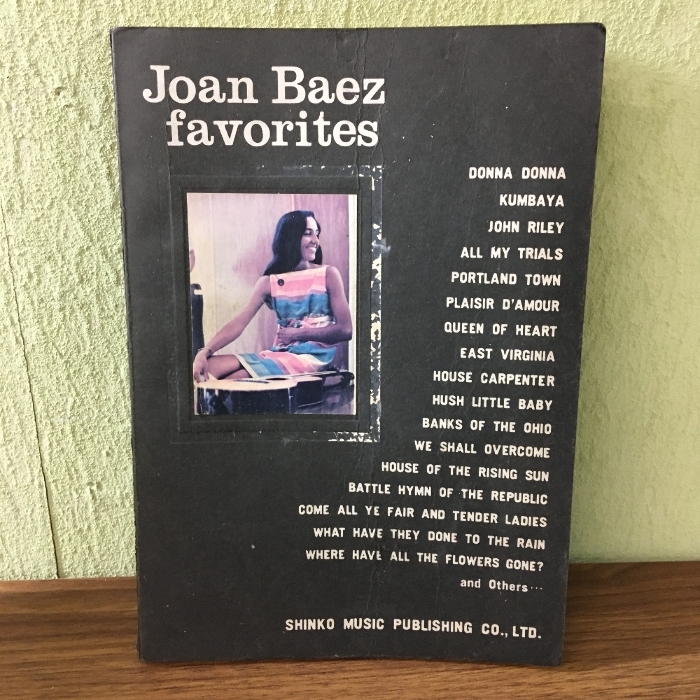 Joan Baez
favorites
DONNA DONNA
KUMBAYA
JOHN RILEY
ALL MY TRIALS
PORTLAND TOWN
PLAISIR D'AMOUR
QUEEN OF HEART
EAST VIRGINIA
HOUSE CARPENTER
HUSH LITTLE BABY
BANKS OF THE OHIO
WE SHALL OVERCOME
HOUSE OF THE RISING SUN
BATTLE HYMN OF THE REPUBLIC
COME ALL YE FAIR AND TENDER LADIES
WHAT HAVE THEY DONE TO THE RAIN
WHERE HAVE ALL THE FLOWERS GONE?
and Others…
SHINKO MUSIC PUBLISHING CO., LTD.